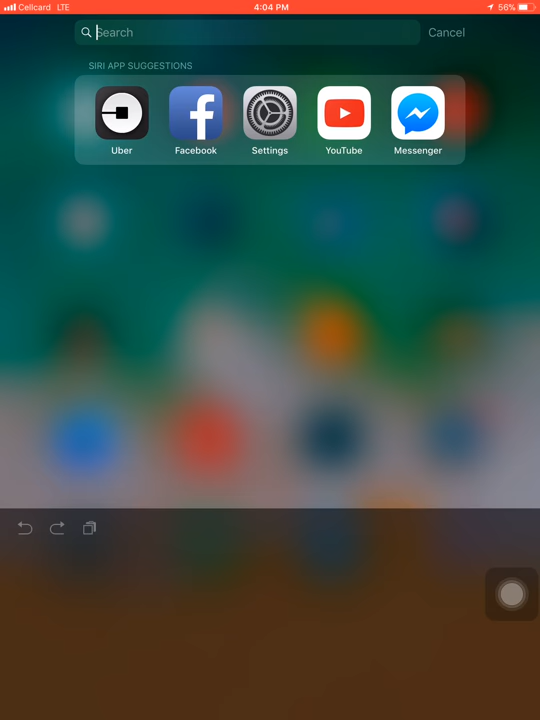 Cellcard LTE 4:04 PM 56%
Search Cancel
SIRI APP SUGGESTIONS
Uber Facebook Settings YouTube Messenger